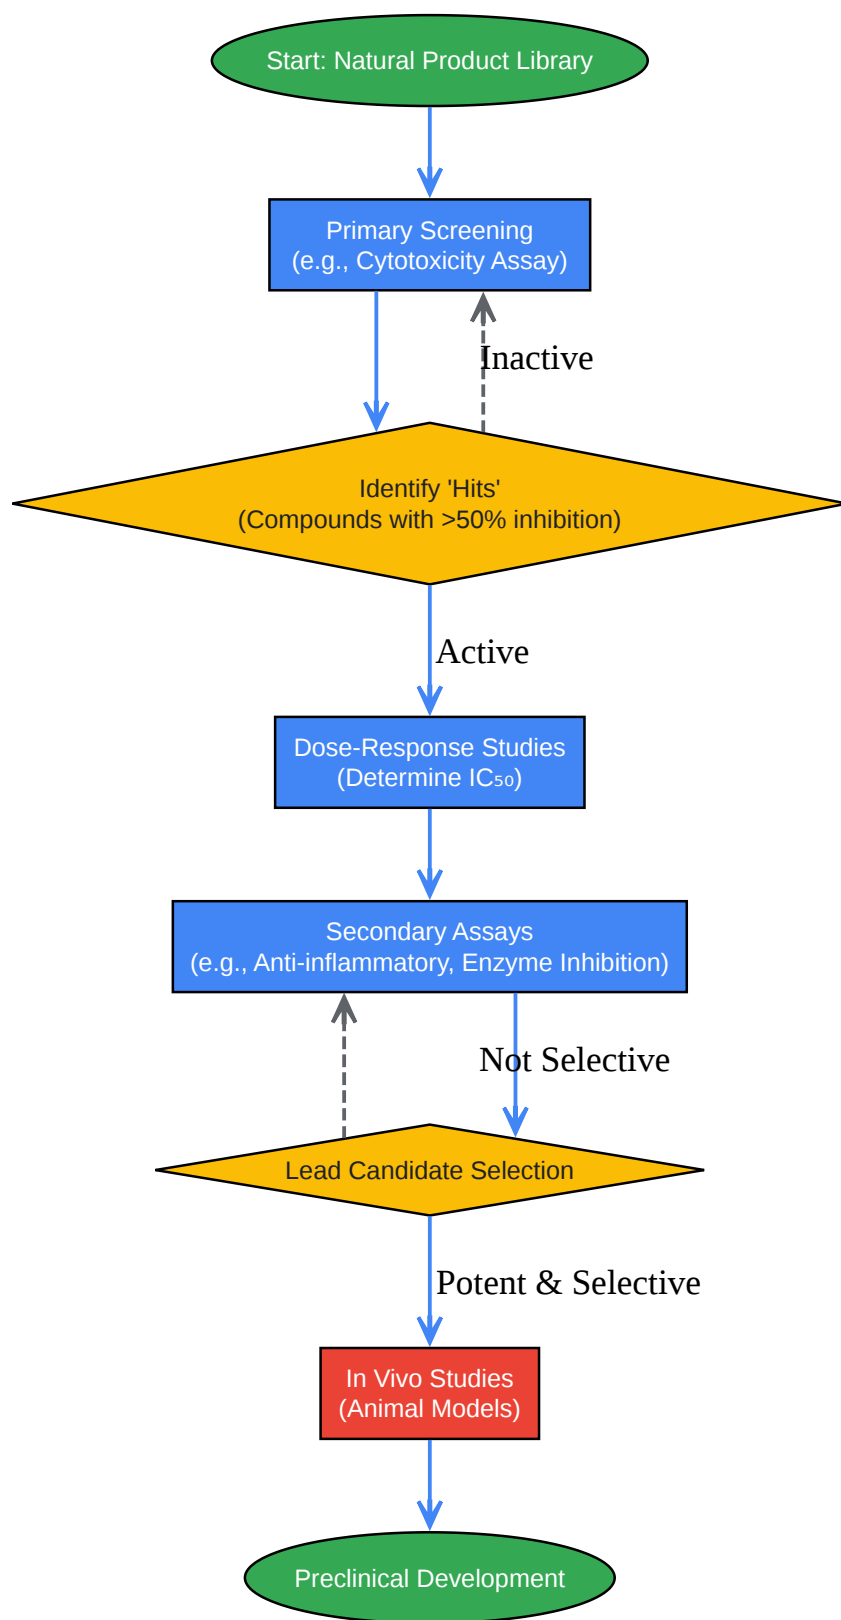 Start: Natural Product Library
Primary Screening
(e.g., Cytotoxicity Assay)
Inactive
Identify 'Hits'
(Compounds with >50% inhibition)
Active
Dose-Response Studies
(Determine IC₅₀)
Secondary Assays
(e.g., Anti-inflammatory, Enzyme Inhibition)
Not Selective
Lead Candidate Selection
Potent & Selective
In Vivo Studies
(Animal Models)
Preclinical Development